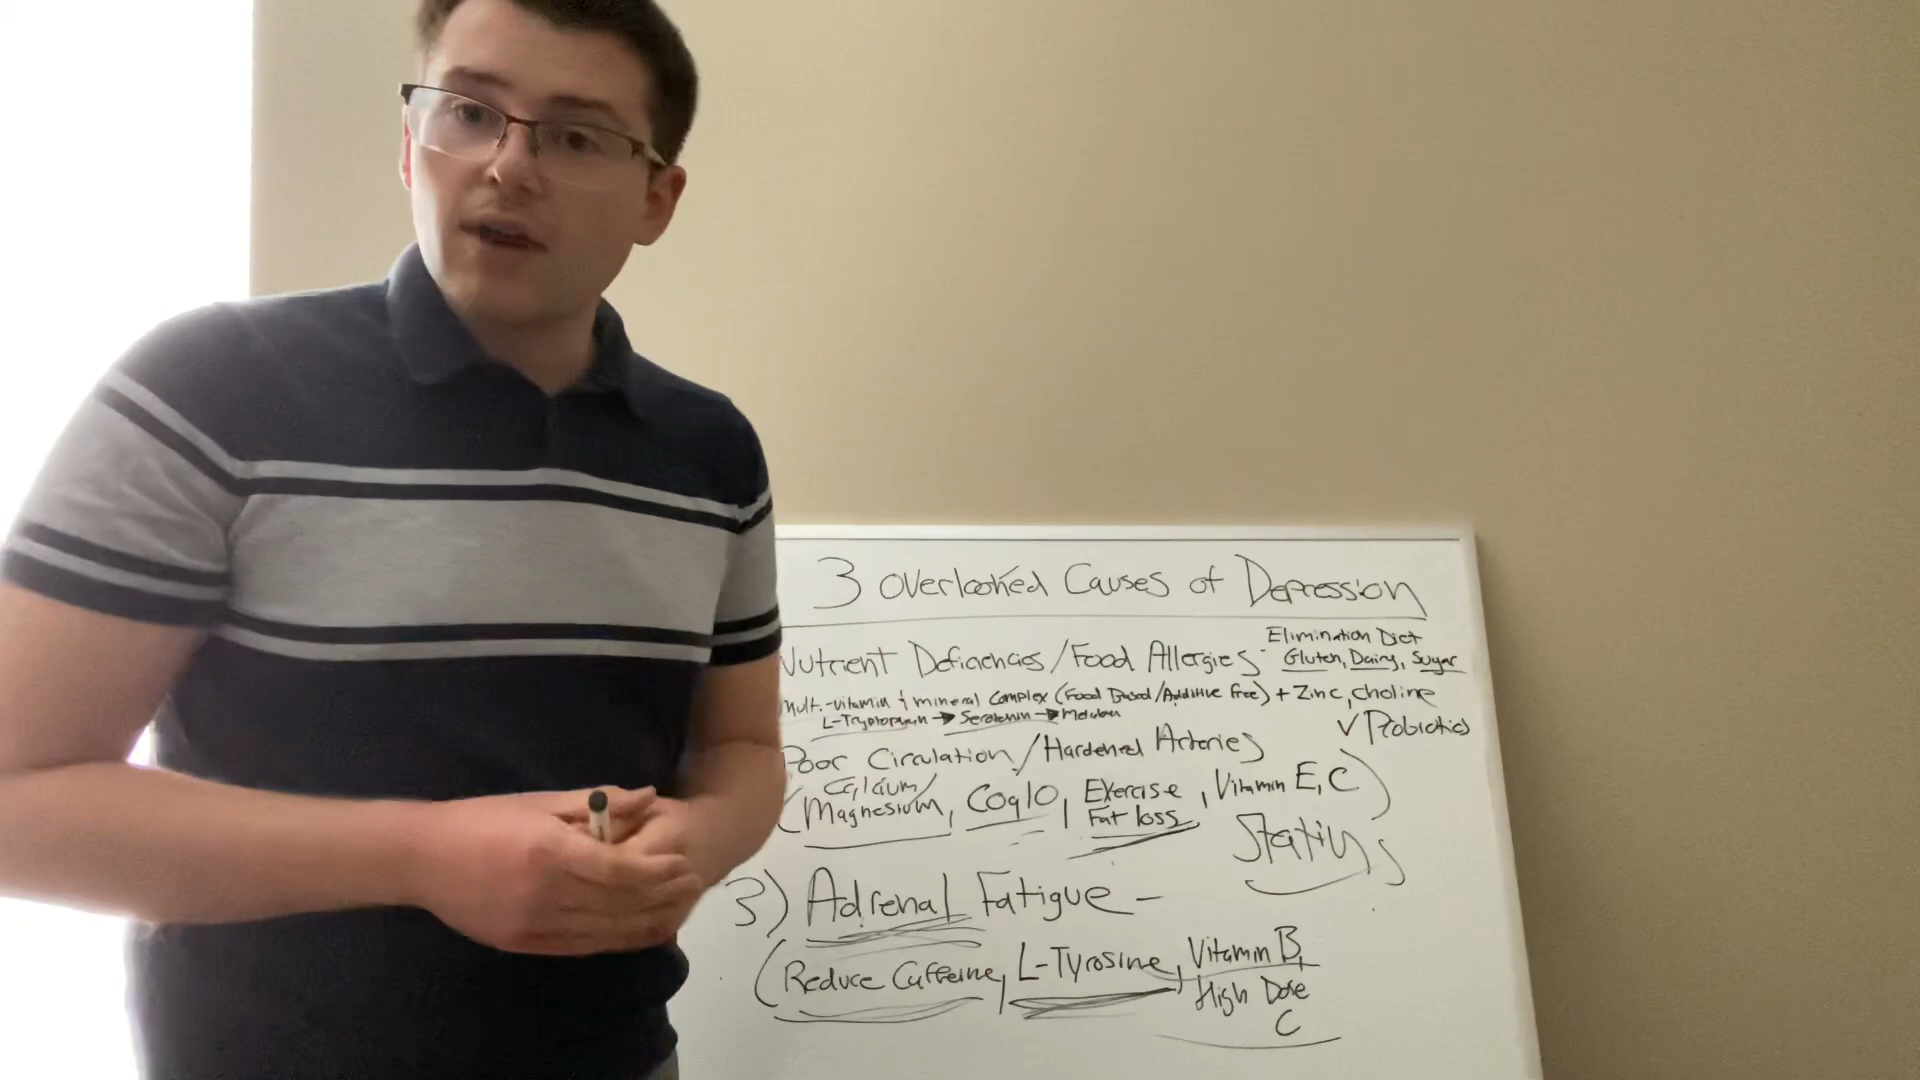 3 Overlooked Causes of Depression
Nutrient Deficiencies/Food Allergies -
Elimination Diet
Gluten, Dairy, Sugar
Mult.-vitamin & mineral complex (Food Based/Additive Free) + Zinc, choline
L-Tryptophan → Serotonin →
✓ Probiotics
Poor Circulation/Hardened Arteries
(Calcium/
Magnesium, CoQ10, Exercise, Vitamin E, C)
Fat loss
Statins
3) Adrenal Fatigue -
(Reduce Caffeine, L-Tyrosine, Vitamin B,
High Dose
C